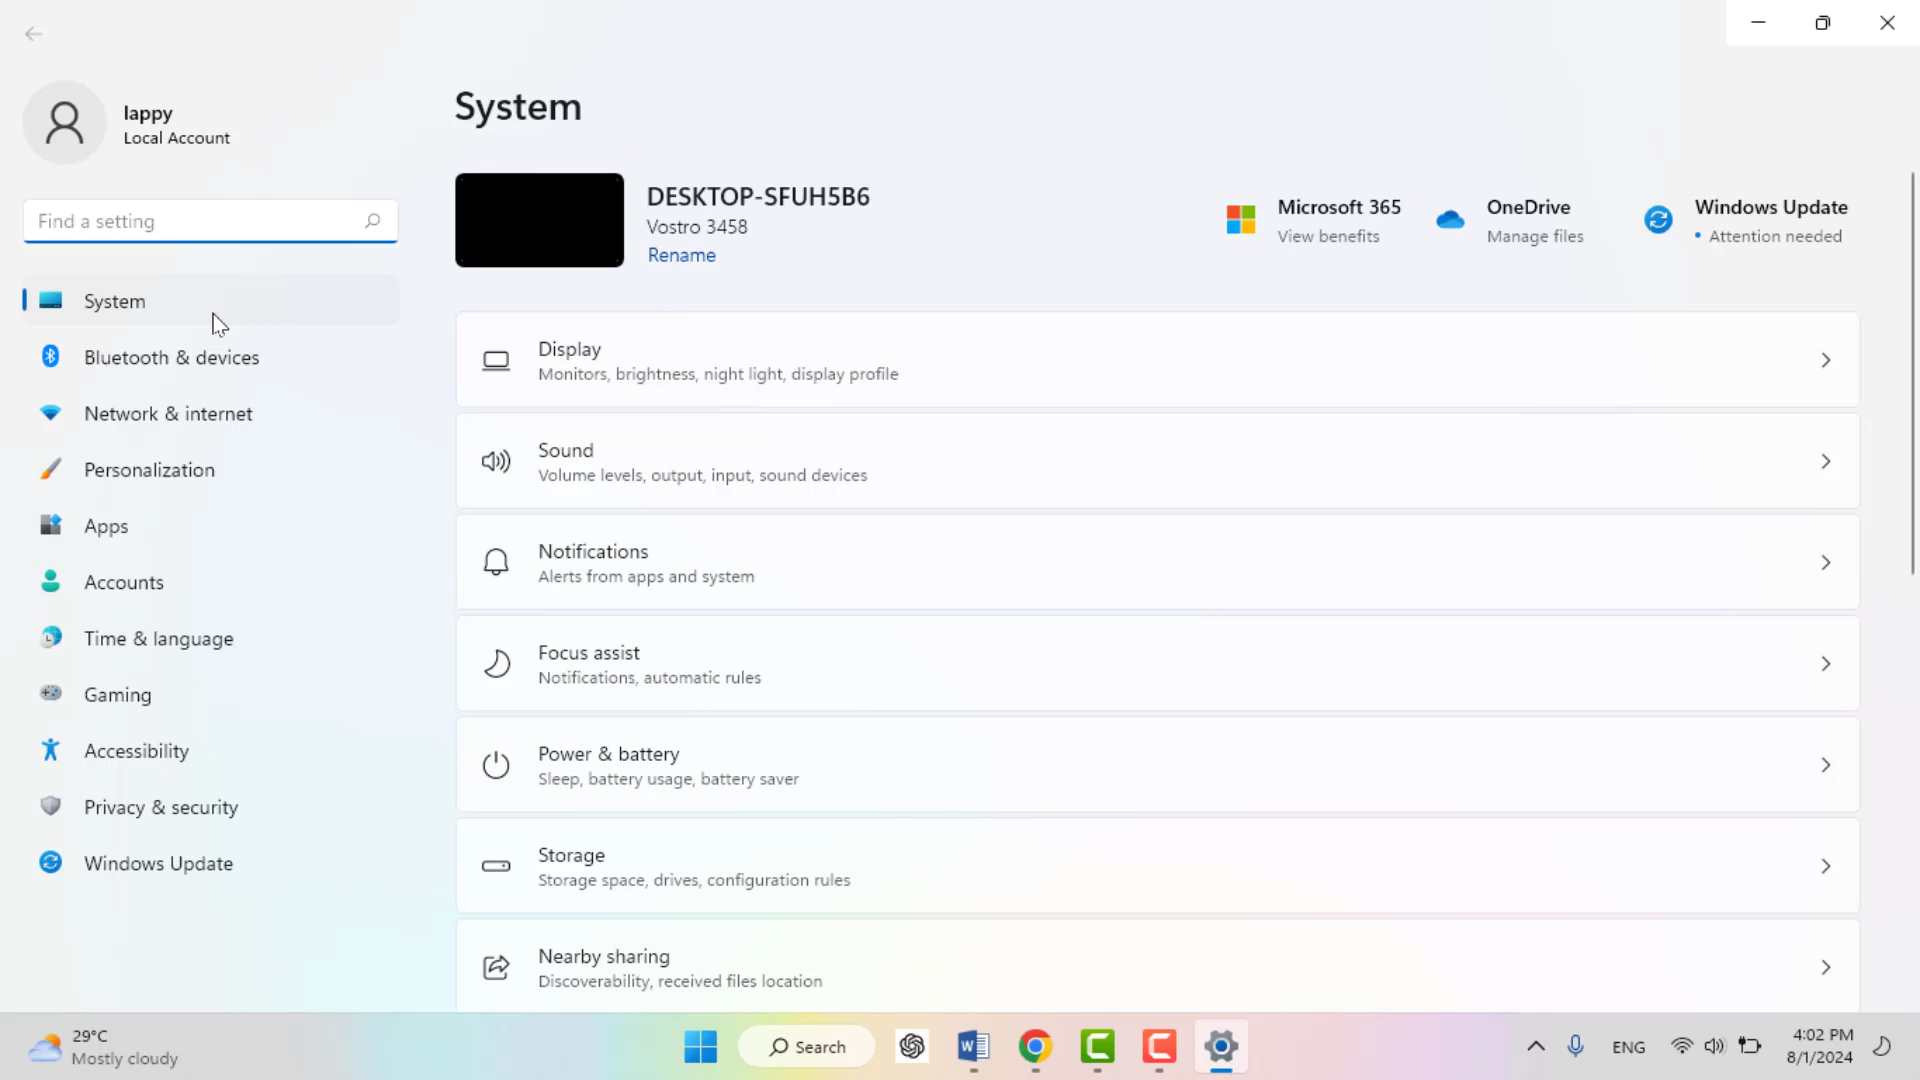 lappy
Local Account
Find a setting
System
Bluetooth & devices
Network & internet
Personalization
Apps
Accounts
Time & language
Gaming
Accessibility
Privacy & security
Windows Update
System
DESKTOP-SFUH5B6
Vostro 3458
Rename
Microsoft 365
View benefits
OneDrive
Manage files
Windows Update
• Attention needed
Display
Monitors, brightness, night light, display profile
Sound
Volume levels, output, input, sound devices
Notifications
Alerts from apps and system
Focus assist
Notifications, automatic rules
Power & battery
Sleep, battery usage, battery saver
Storage
Storage space, drives, configuration rules
Nearby sharing
Discoverability, received files location
29°C
Mostly cloudy
Search
ENG
4:02 PM
8/1/2024